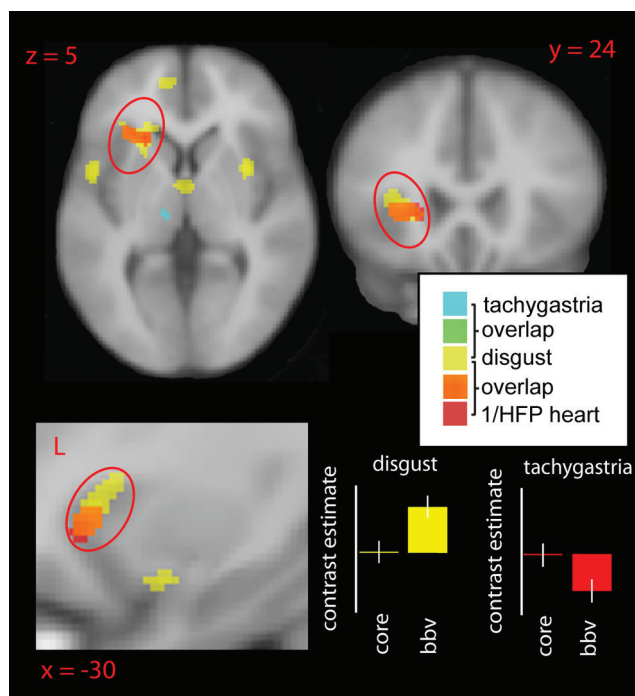 z = 5
y = 24
tachygastria
overlap
disgust
overlap
1/HFP heart
L
x = -30
disgust
contrast estimate
core
bbv
tachygastria
contrast estimate
core
bbv